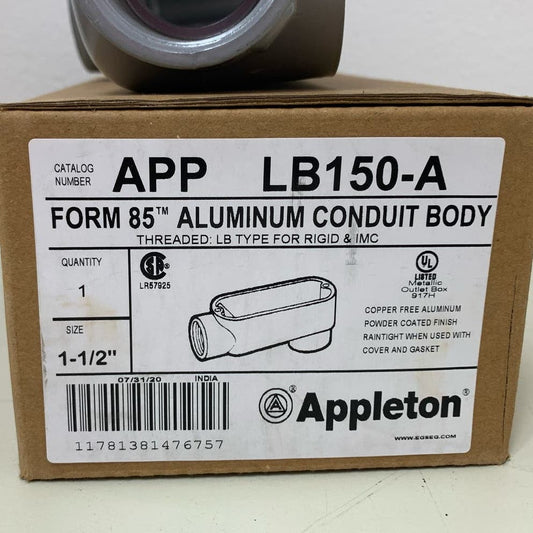 CATALOG NUMBER APP LB150-A
FORM 85™ ALUMINUM CONDUIT BODY
THREADED: LB TYPE FOR RIGID & IMC
QUANTITY
1
SIZE
1-1/2"
LR57925
UL
LISTED
Metallic
Outlet Box
917H
COPPER FREE ALUMINUM
POWDER COATED FINISH
RAINTIGHT WHEN USED WITH
COVER AND GASKET
07/31/20 INDIA
11781381476757
Appleton®
WWW.EGSEG.COM